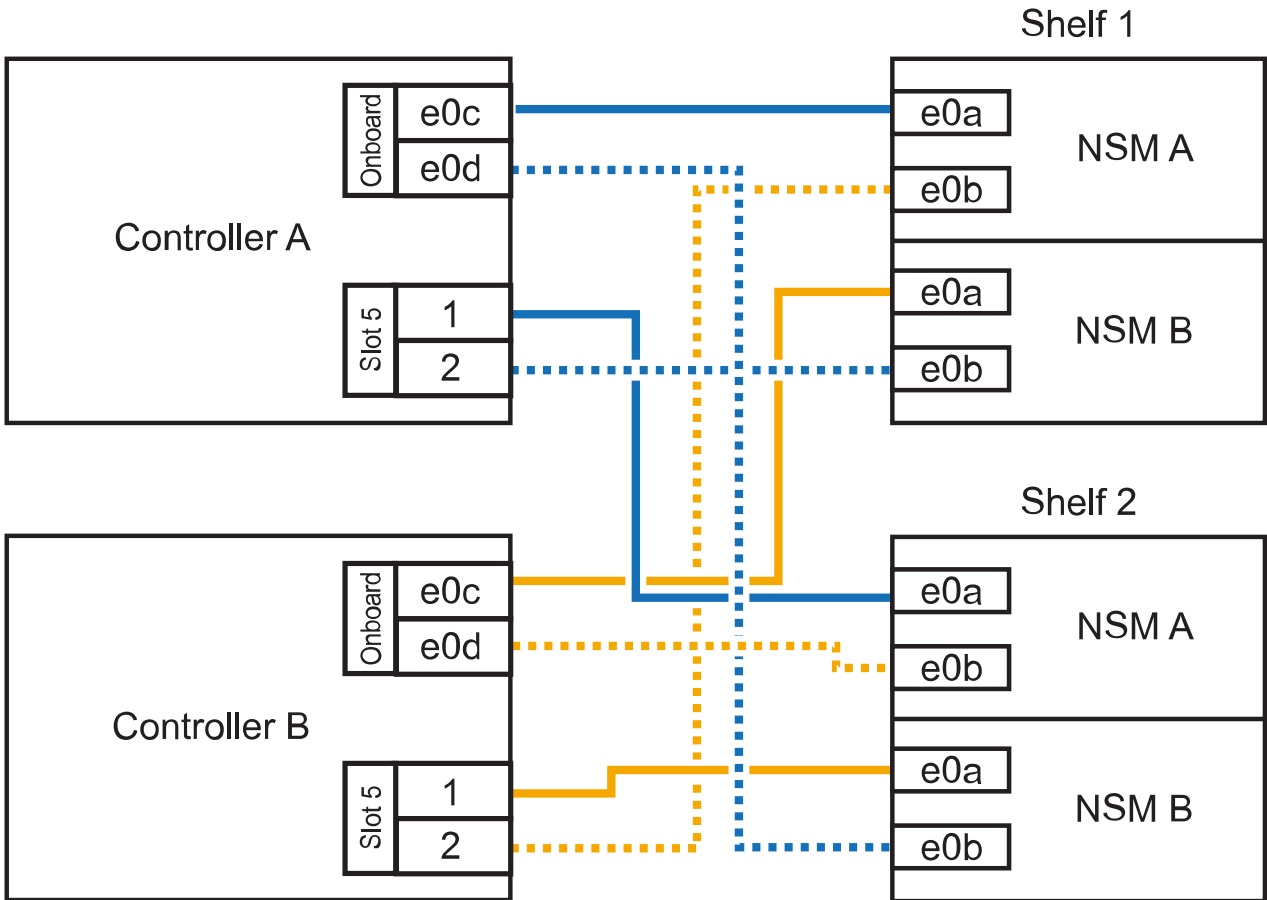 Shelf 1
Controller A
Onboard
e0c
e0d
Slot 5
1
2
e0a
NSM A
e0b
e0a
NSM B
e0b
Shelf 2
Controller B
Onboard
e0c
e0d
Slot 5
1
2
e0a
NSM A
e0b
e0a
NSM B
e0b